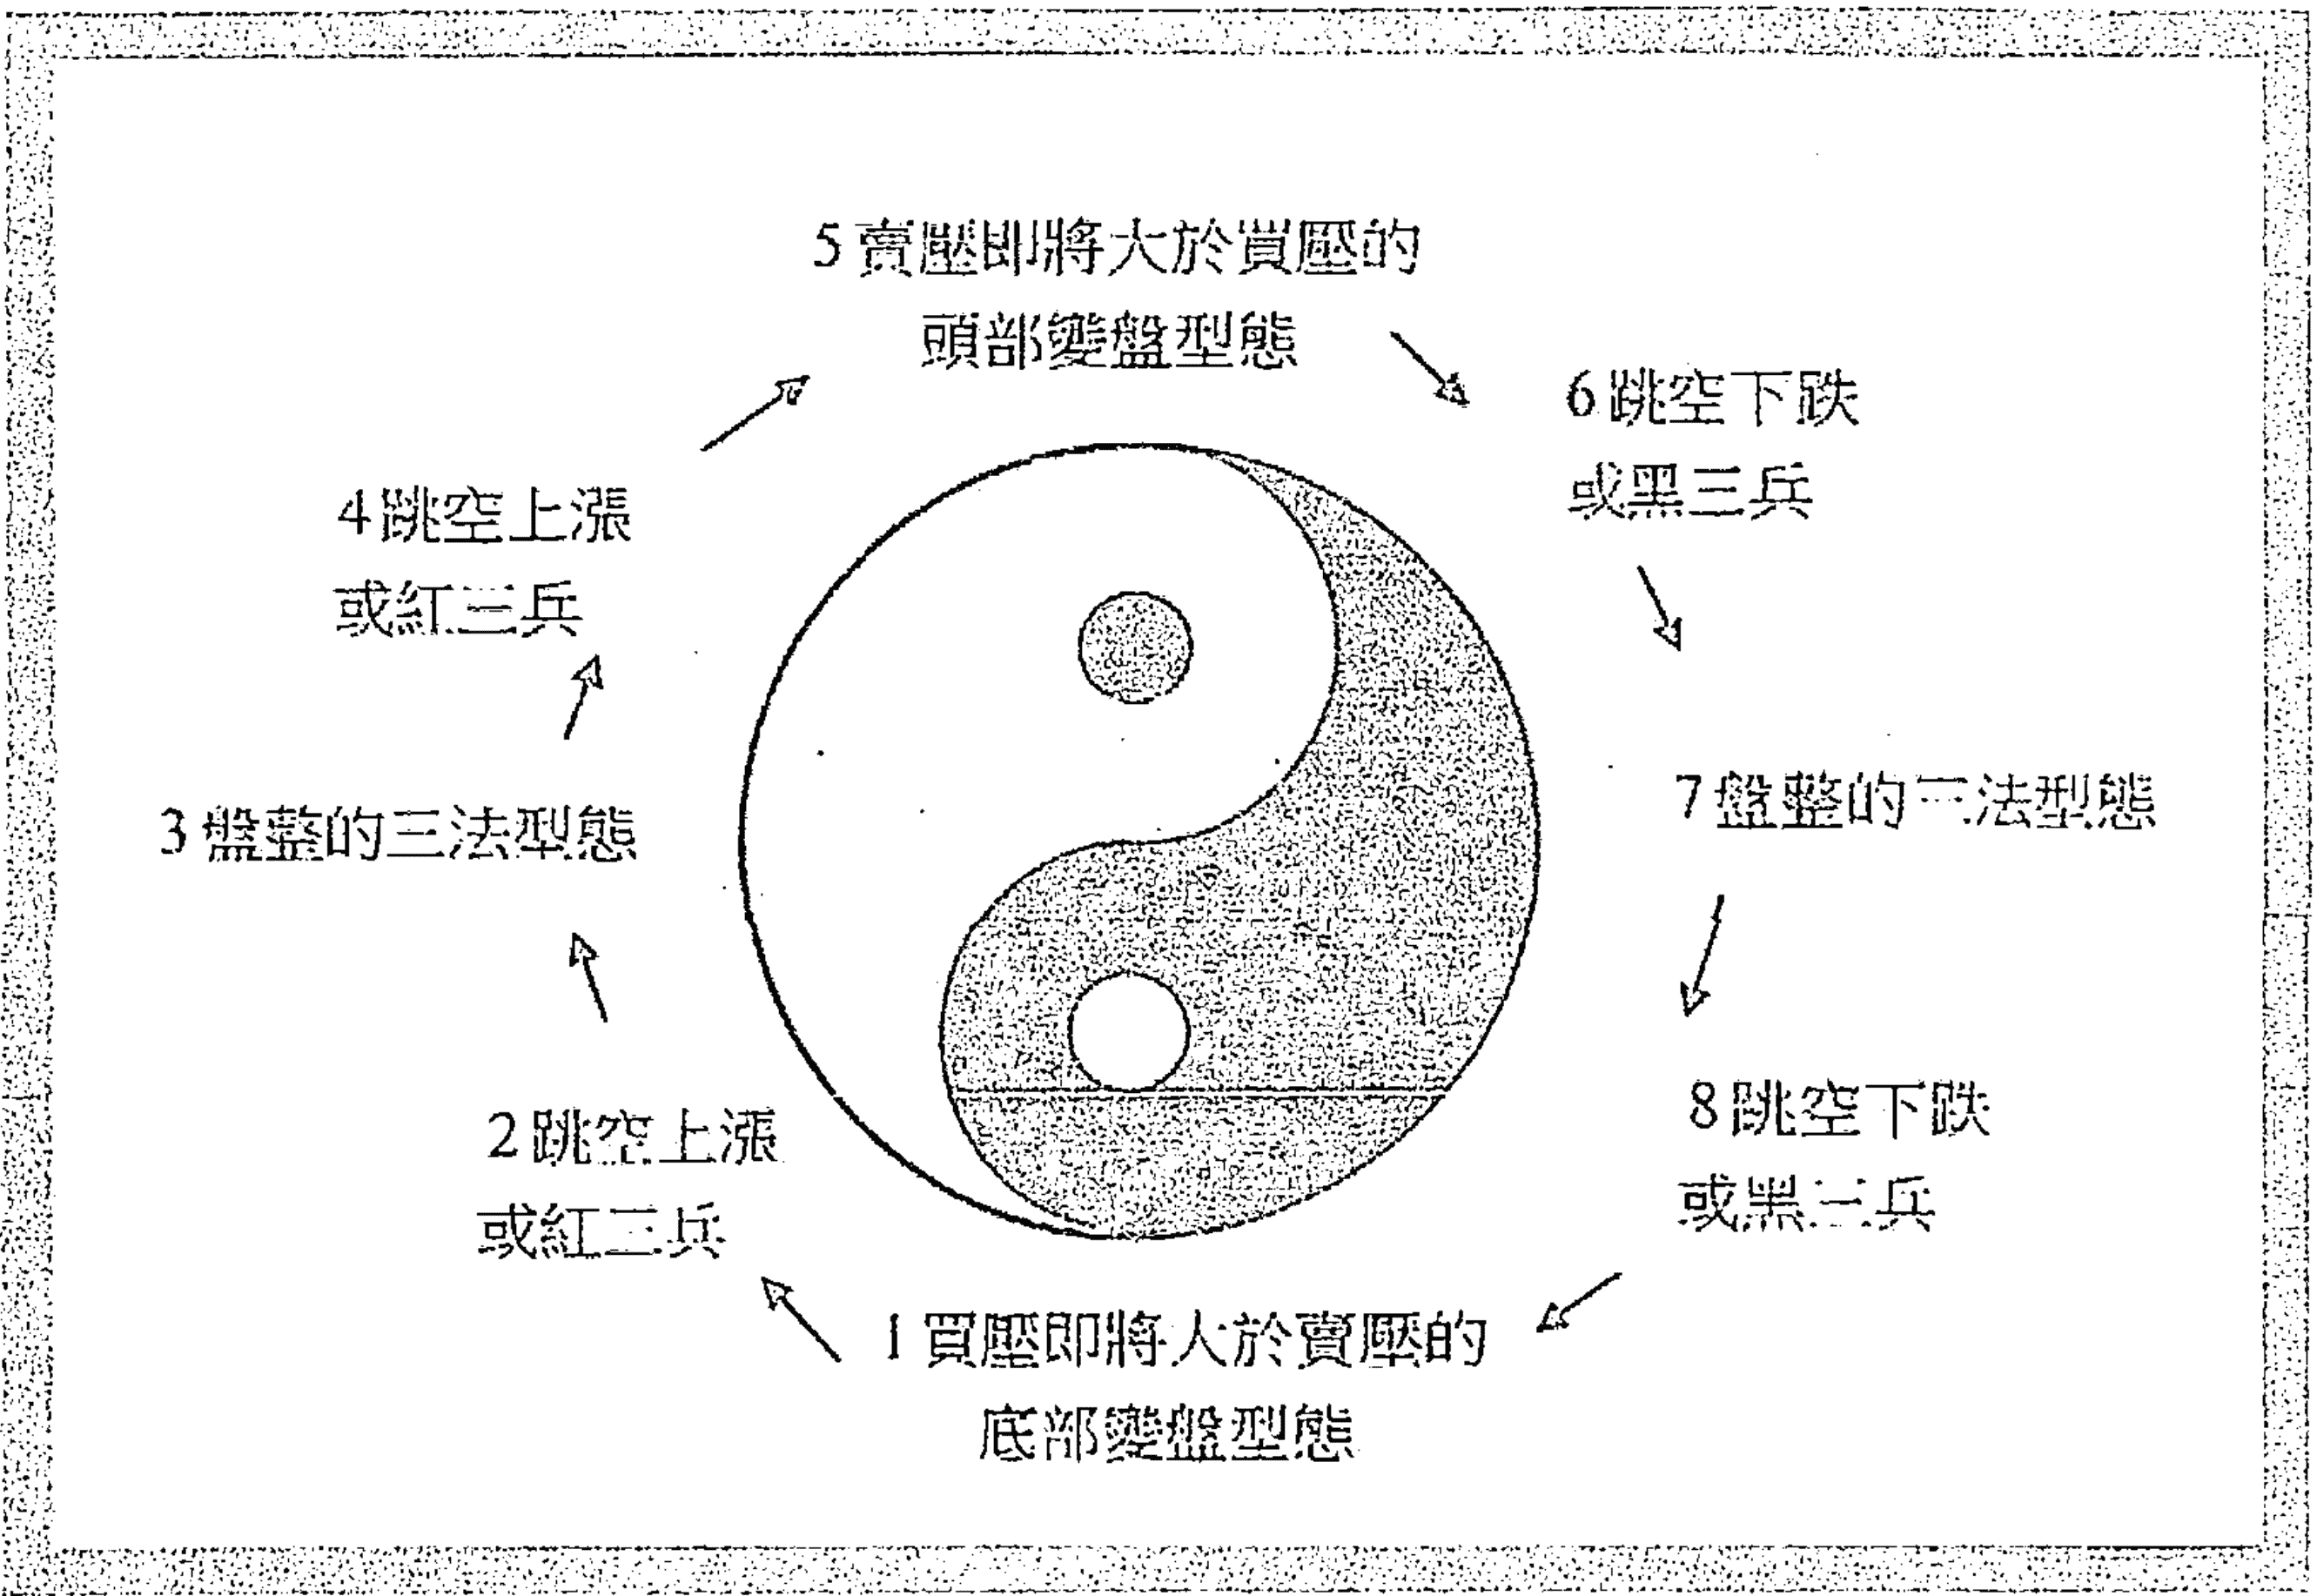 5 賣壓即將大於買壓的
頭部變盤型態
6 跳空下跌
或黑三兵
4 跳空上漲
或紅三兵
3 盤整的三法型態
7 盤整的三法型態
2 跳空上漲
或紅三兵
8 跳空下跌
或黑三兵
1 買壓即將大於賣壓的
底部變盤型態